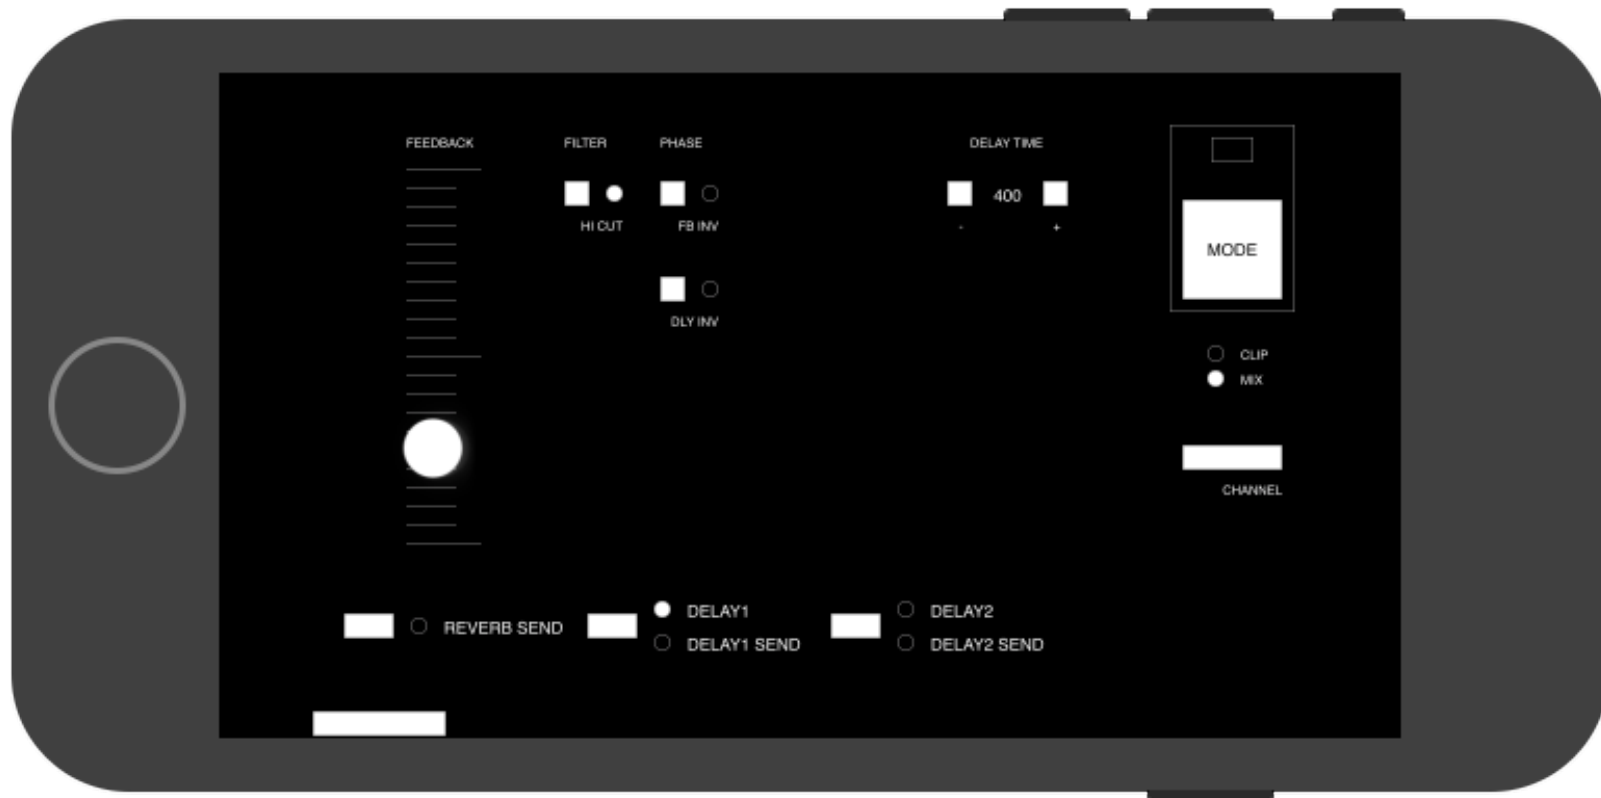 FEEDBACK FILTER PHASE DELAY TIME
400
HI CUT FB INV - +
MODE
DLY INV
CLIP
MIX
CHANNEL
DELAY1 DELAY2
REVERB SEND
DELAY1 SEND DELAY2 SEND